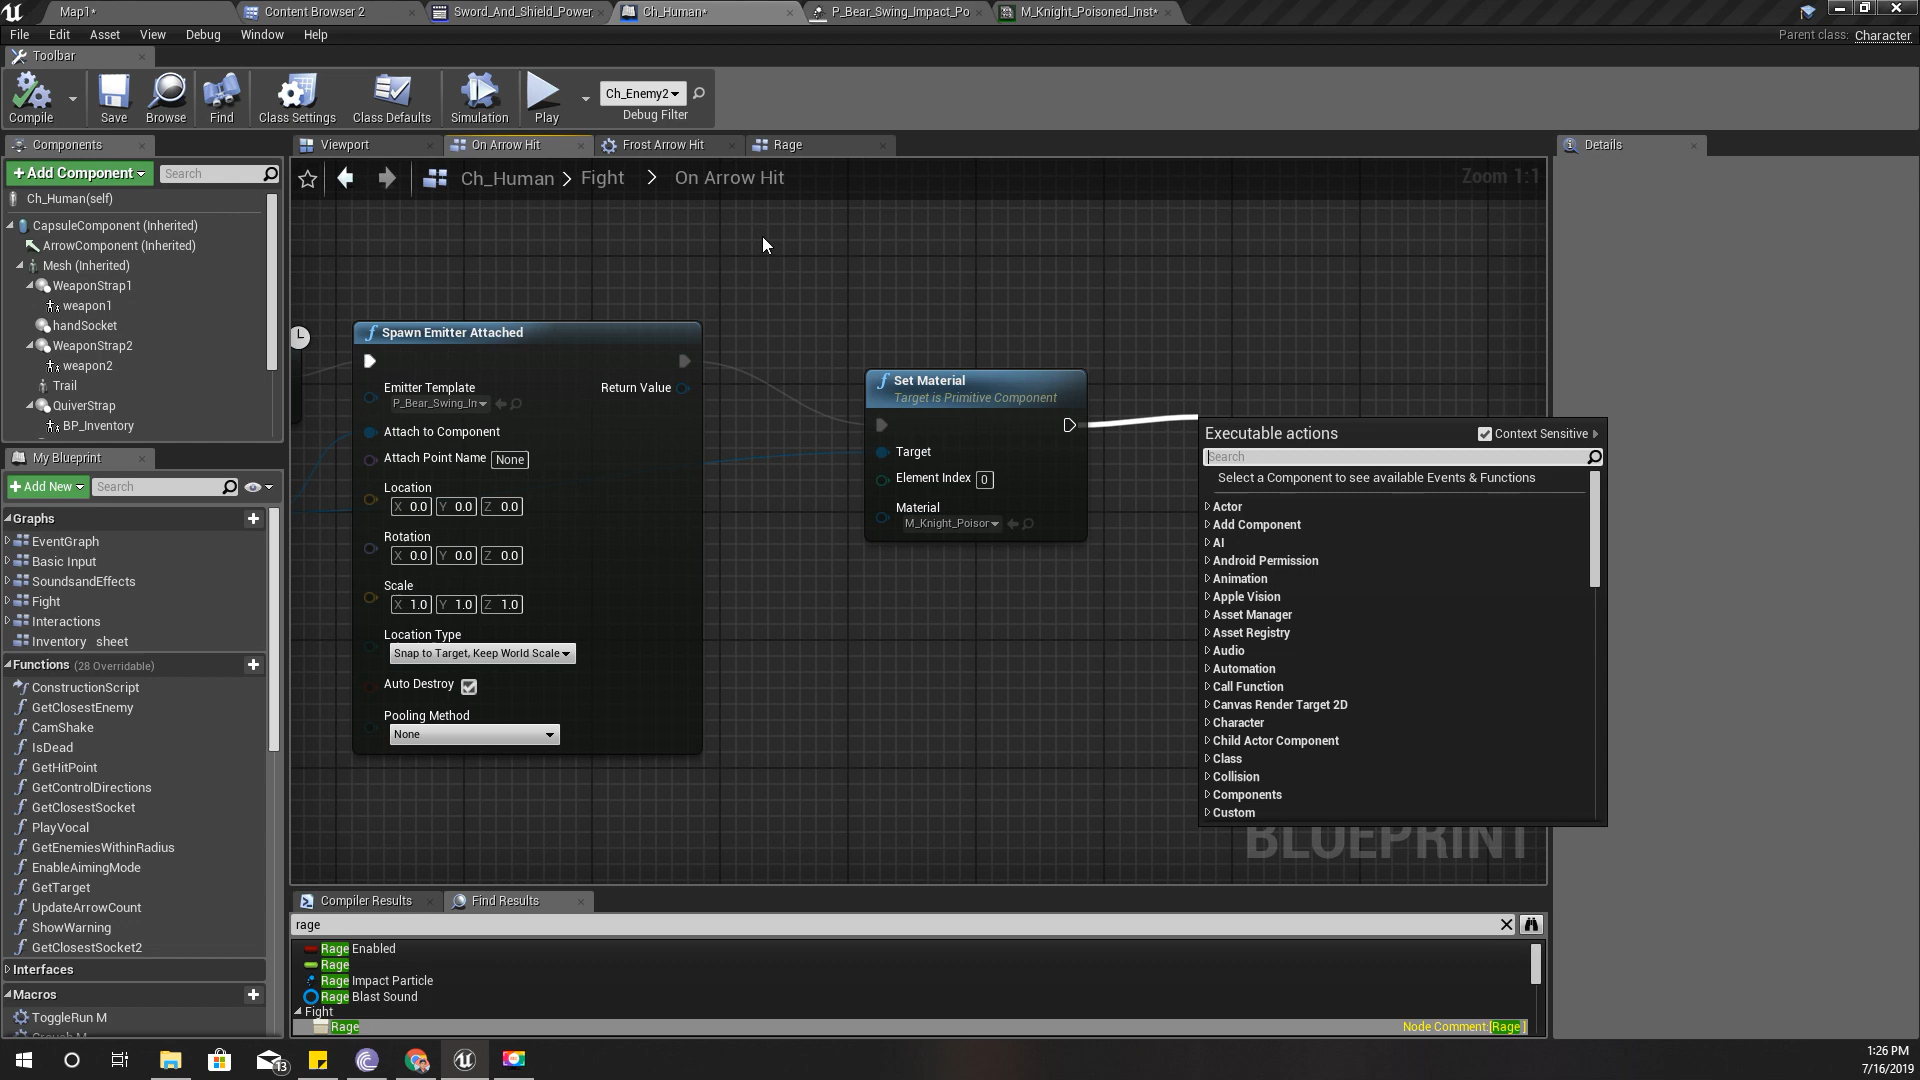 Map1*
Content Browser 2
Sword_And_Shield_Power
Ch_Human*
P_Bear_Swing_Impact_Po
M_Knight_Poisoned_Inst*
File Edit Asset View Debug Window Help
Parent class: Character
Toolbar
Compile
Save
Browse
Find
Class Settings
Class Defaults
Simulation
Play
Ch_Enemy2
Debug Filter
Components
+Add Component
Search
Ch_Human(self)
CapsuleComponent (Inherited)
ArrowComponent (Inherited)
Mesh (Inherited)
WeaponStrap1
weapon1
handSocket
WeaponStrap2
weapon2
Trail
QuiverStrap
BP_Inventory
My Blueprint
+Add New
Search
Graphs
EventGraph
Basic Input
SoundsandEffects
Fight
Interactions
Inventory sheet
Functions (28 Overridable)
ConstructionScript
GetClosestEnemy
CamShake
IsDead
GetHitPoint
GetControlDirections
GetClosestSocket
PlayVocal
GetEnemiesWithinRadius
EnableAimingMode
GetTarget
UpdateArrowCount
ShowWarning
GetClosestSocket2
Interfaces
Macros
ToggleRun M
Viewport
On Arrow Hit
Frost Arrow Hit
Rage
Ch_Human > Fight > On Arrow Hit
Zoom 1:1
Spawn Emitter Attached
Emitter Template
P_Bear_Swing_In
Return Value
Attach to Component
Attach Point Name None
Location
X 0.0 Y 0.0 Z 0.0
Rotation
X 0.0 Y 0.0 Z 0.0
Scale
X 1.0 Y 1.0 Z 1.0
Location Type
Snap to Target, Keep World Scale
Auto Destroy
Pooling Method
None
Set Material
Target is Primitive Component
Target
Element Index 0
Material
M_Knight_Poisor
Executable actions
Context Sensitive
Search
Select a Component to see available Events & Functions
Actor
Add Component
AI
Android Permission
Animation
Apple Vision
Asset Manager
Asset Registry
Audio
Automation
Call Function
Canvas Render Target 2D
Character
Child Actor Component
Class
Collision
Components
Custom
BLUEPRINT
Details
Compiler Results
Find Results
rage
Rage Enabled
Rage
Rage Impact Particle
Rage Blast Sound
Fight
Rage
Node Comment:[Rage ]
13
1:26 PM
7/16/2019